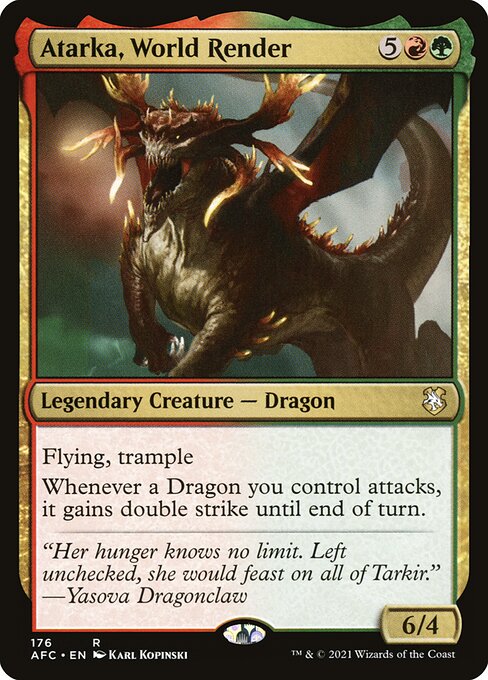 Atarka, World Render 5
Legendary Creature — Dragon
Flying, trample
Whenever a Dragon you control attacks,
it gains double strike until end of turn.
“Her hunger knows no limit. Left
unchecked, she would feast on all of Tarkir.”
—Yasova Dragonclaw
6/4
176 R
AFC • EN Karl Kopinski ™ & © 2021 Wizards of the Coast